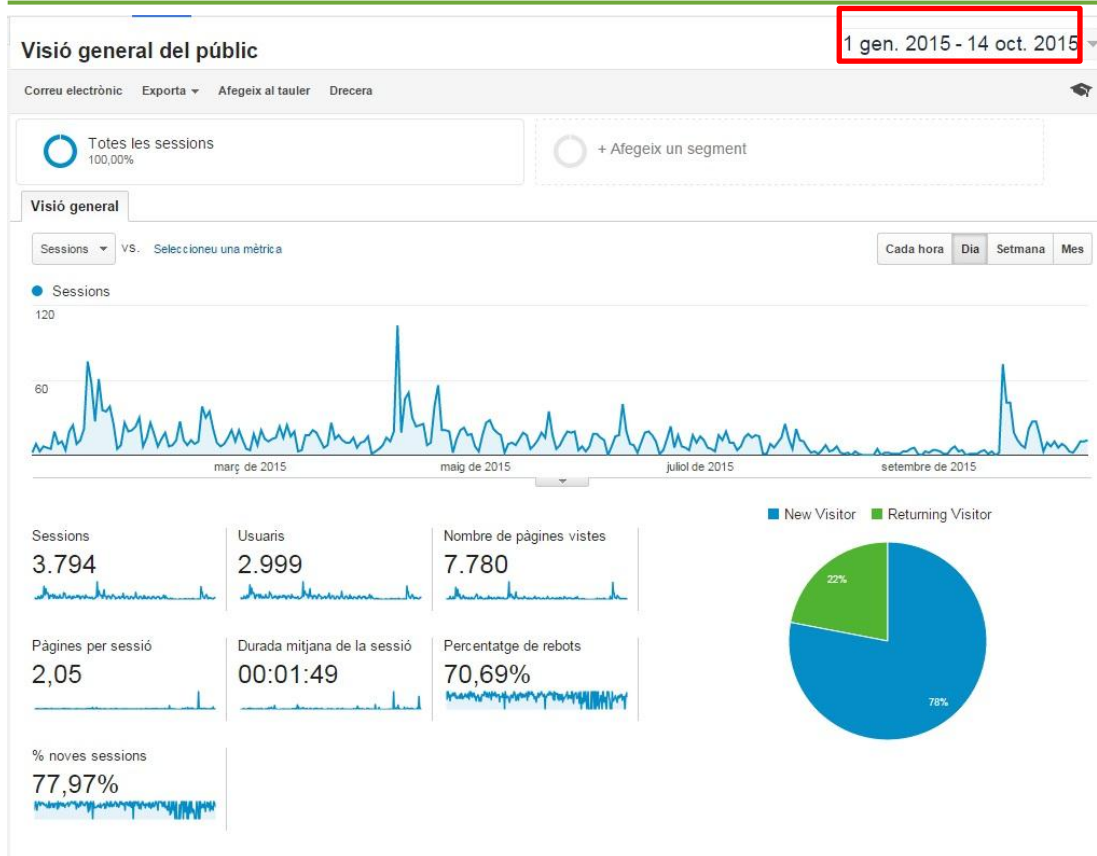 1 gen. 2015 - 14 oct. 2015
Visió general del públic
Correu electrònic Exporta Afegeix al tauler Drecera
Totes les sessions
100,00%
+ Afegeix un segment
Visió general
Sessions VS. Seleccioneu una mètrica
Cada hora Dia Setmana Mes
Sessions
120
60
març de 2015 maig de 2015 juliol de 2015 setembre de 2015
New Visitor Returning Visitor
Sessions Usuaris Nombre de pàgines vistes
3.794 2.999 7.780
22%
Pàgines per sessió Durada mitjana de la sessió Percentatge de rebots
2,05 00:01:49 70,69%
78%
% noves sessions
77,97%